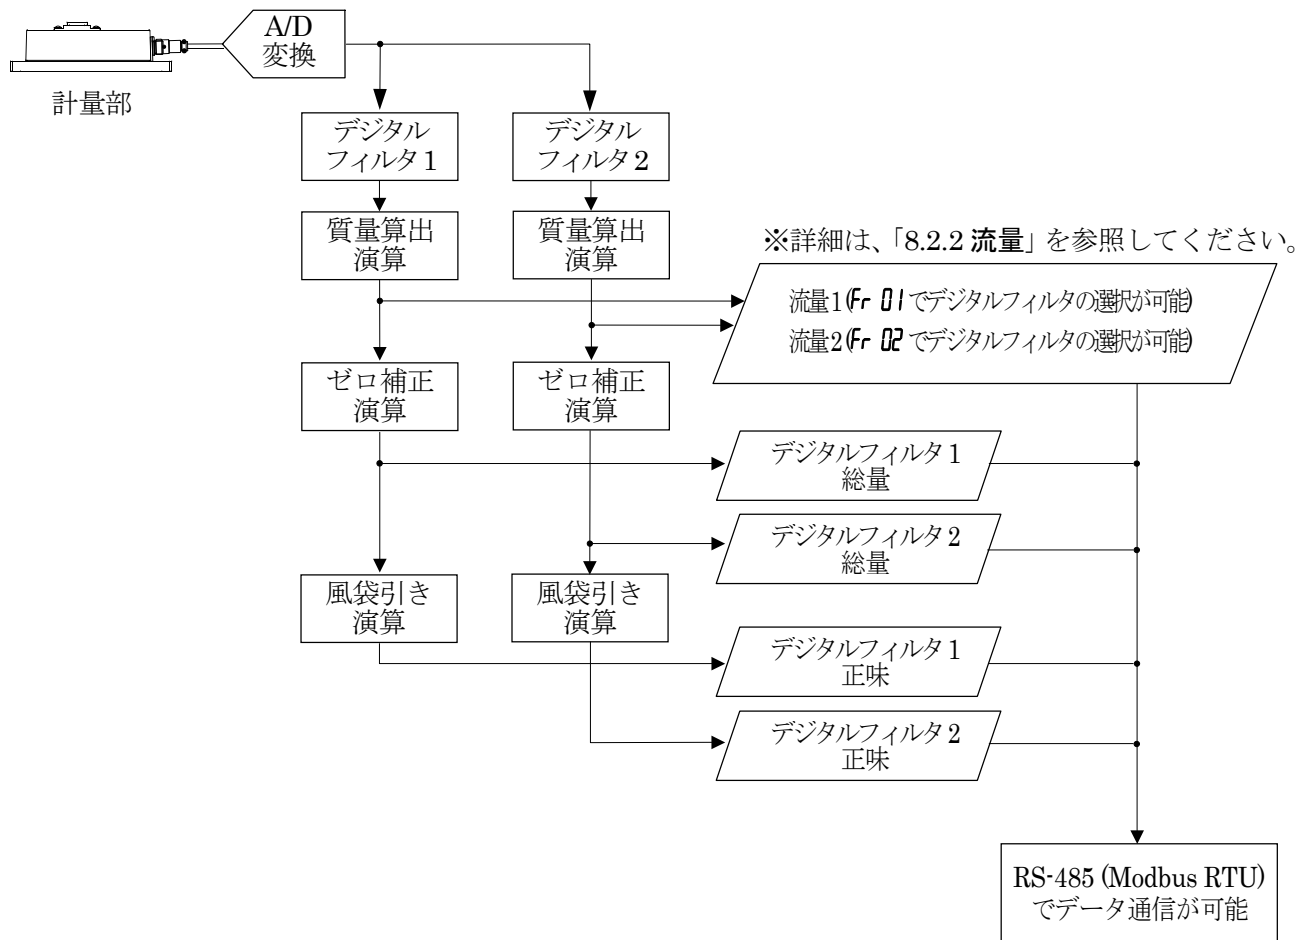 A/D
変換
計量部
デジタル
フィルタ1
デジタル
フィルタ2
質量算出
演算
質量算出
演算
※詳細は、「8.2.2 流量」を参照してください。
流量1(Fr 01でデジタルフィルタの選択が可能)
流量2(Fr 02でデジタルフィルタの選択が可能)
ゼロ補正
演算
ゼロ補正
演算
デジタルフィルタ1
総量
デジタルフィルタ2
総量
風袋引き
演算
風袋引き
演算
デジタルフィルタ1
正味
デジタルフィルタ2
正味
RS-485 (Modbus RTU)
でデータ通信が可能